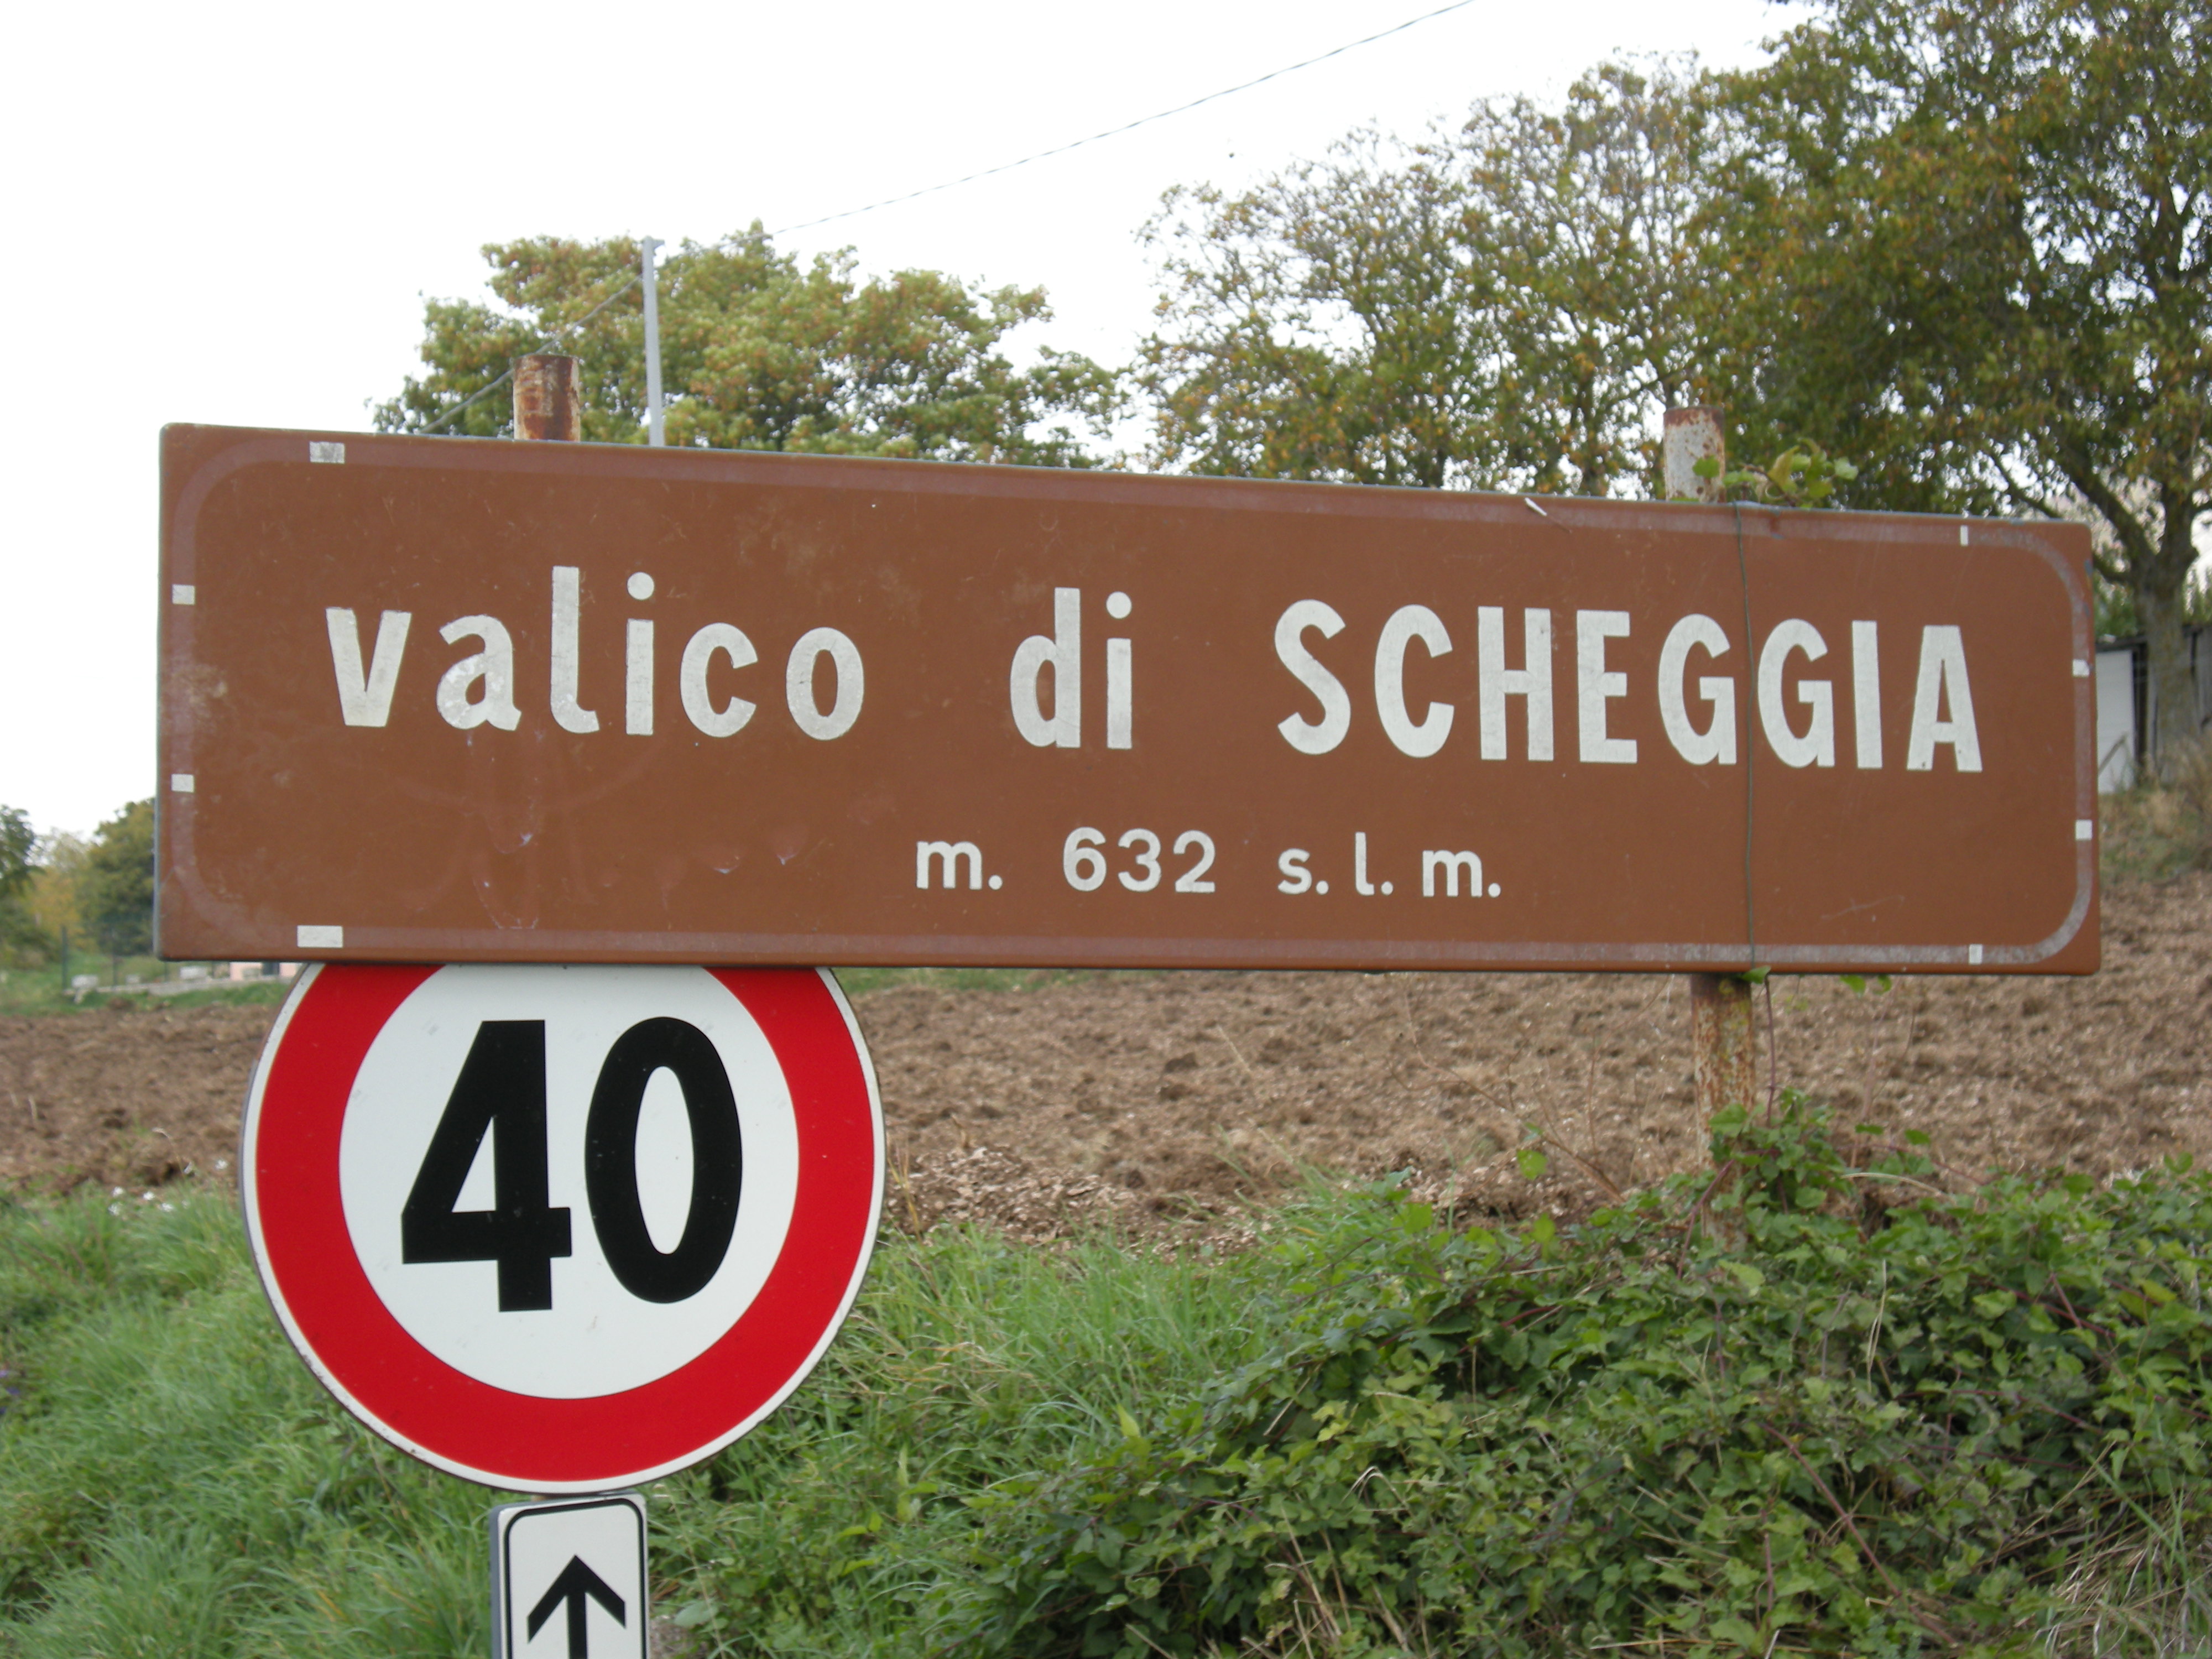 valico di SCHEGGIA
m. 632 s.l.m.
40